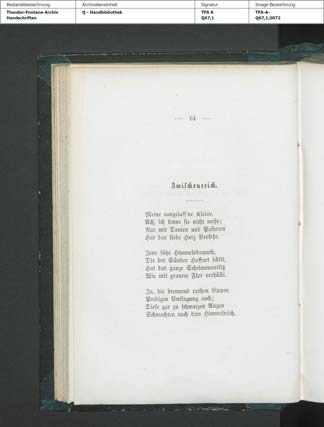 Bestandsbezeichnung
Archivalieneinheit
Signatur
Image-Bezeichnung
Theodor-Fontane-Archiv
Handschriften
Q - Handbibliothek
TFA A
Q67,1
TFA-A-
Q67,1,0072
— 64 —
Zwischenreich.
Meine ausgelass'ne Kleine,
Ach, ich kenne sie nicht mehr;
Nur mit Tanten und Pastoren
Hat das liebe Herz Verkehr.
Jene süße Himmelsdemuth,
Die der Sünder Hoffart schilt,
Hat das ganze Schelmenantlitz
Wie mit grauem Flor verhüllt.
Ja, die brennend rothen Lippen
Predigen Entsagung euch;
Diese gar zu schwarzen Augen
Schmachten nach dem Himmelreich.